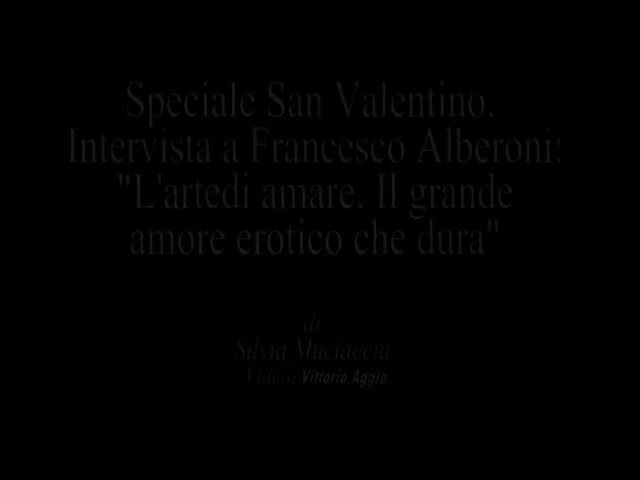 Speciale San Valentino.
Intervista a Francesco Alberoni:
"L'artedi amare. Il grande
amore erotico che dura"
di
Silvia Muciaccia
Video: Vittorio Aggio